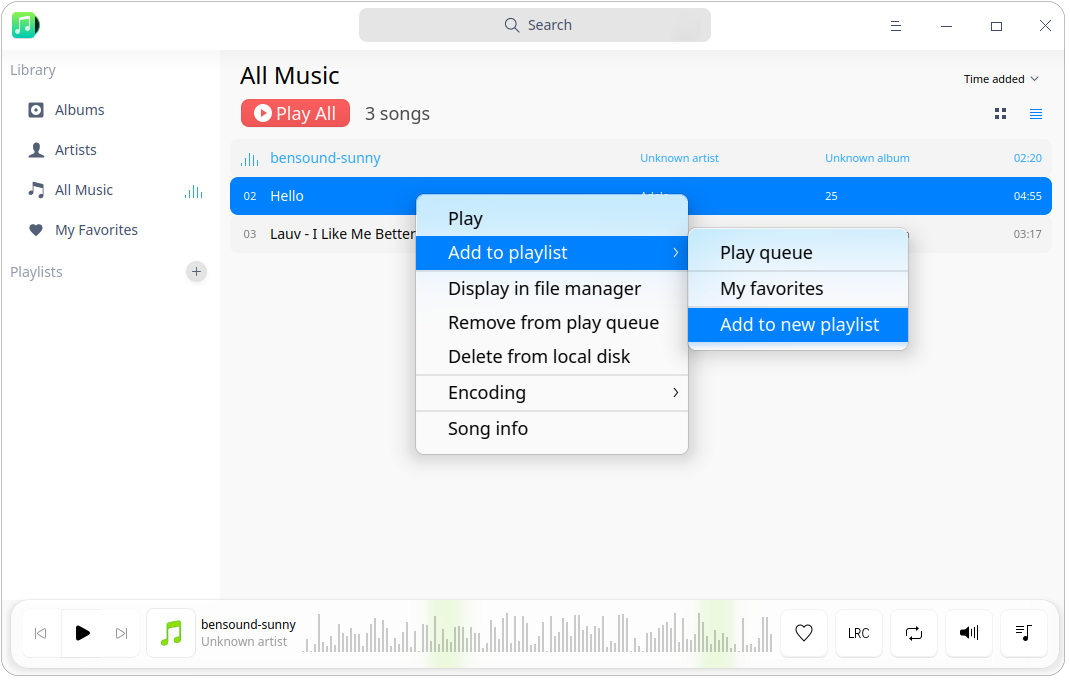 Search
Library
Albums
Artists
All Music
My Favorites
Playlists
All Music
Time added
Play All
3 songs
bensound-sunny Unknown artist Unknown album 02:20
02 Hello 25 04:55
03 Lauv - I Like Me Better 03:17
Play
Add to playlist
Display in file manager
Remove from play queue
Delete from local disk
Encoding
Song info
Play queue
My favorites
Add to new playlist
bensound-sunny
Unknown artist
LRC